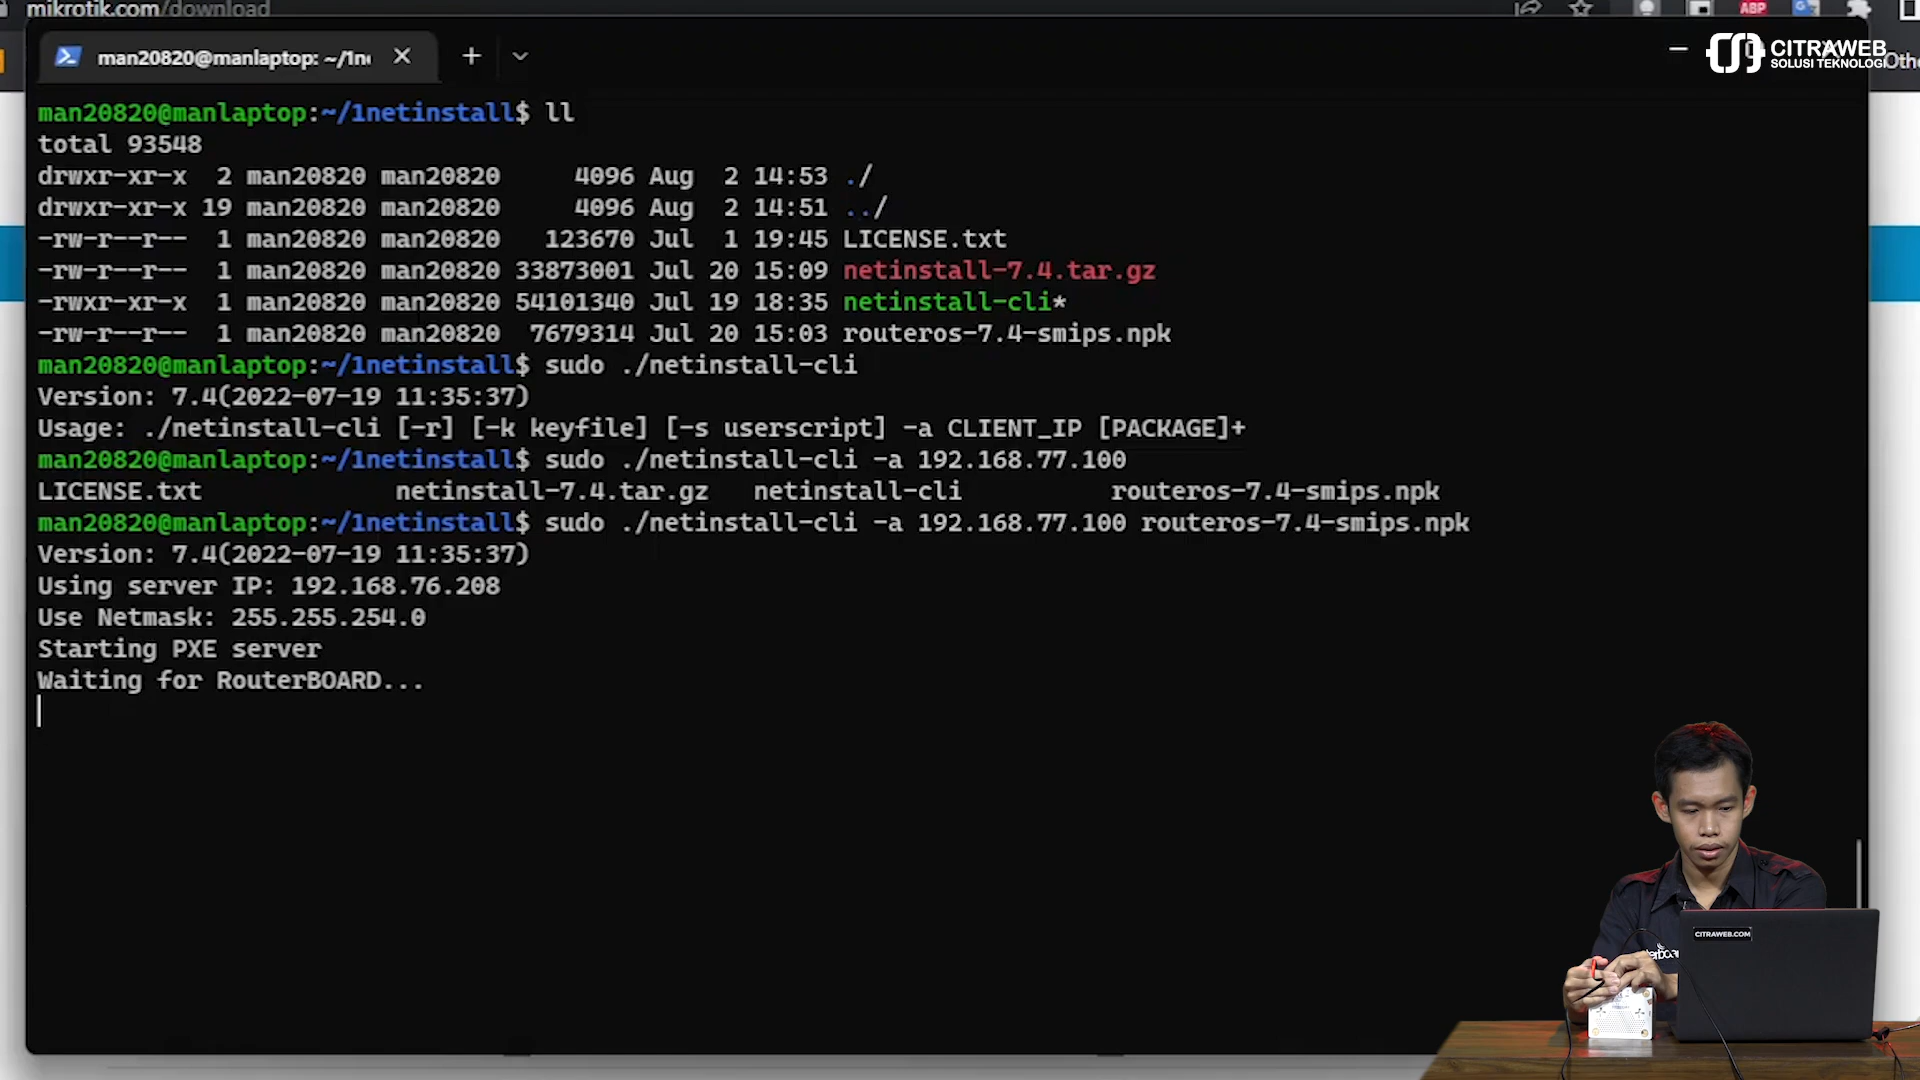 mikrotik.com/download
ABP
man20820@manlaptop: ~/1n
CITRAWEB
SOLUSI TEKNOLOGI
Othe
man20820@manlaptop:~/1netinstall$ ll
total 93548
drwxr-xr-x  2 man20820 man20820     4096 Aug  2 14:53 ./
drwxr-xr-x 19 man20820 man20820     4096 Aug  2 14:51 ../
-rw-r--r--  1 man20820 man20820   123670 Jul  1 19:45 LICENSE.txt
-rw-r--r--  1 man20820 man20820 33873001 Jul 20 15:09 netinstall-7.4.tar.gz
-rwxr-xr-x  1 man20820 man20820 54101340 Jul 19 18:35 netinstall-cli*
-rw-r--r--  1 man20820 man20820  7679314 Jul 20 15:03 routeros-7.4-smips.npk
man20820@manlaptop:~/1netinstall$ sudo ./netinstall-cli
Version: 7.4(2022-07-19 11:35:37)
Usage: ./netinstall-cli [-r] [-k keyfile] [-s userscript] -a CLIENT_IP [PACKAGE]+
man20820@manlaptop:~/1netinstall$ sudo ./netinstall-cli -a 192.168.77.100
LICENSE.txt             netinstall-7.4.tar.gz   netinstall-cli          routeros-7.4-smips.npk
man20820@manlaptop:~/1netinstall$ sudo ./netinstall-cli -a 192.168.77.100 routeros-7.4-smips.npk
Version: 7.4(2022-07-19 11:35:37)
Using server IP: 192.168.76.208
Use Netmask: 255.255.254.0
Starting PXE server
Waiting for RouterBOARD...
CITRAWEB.COM